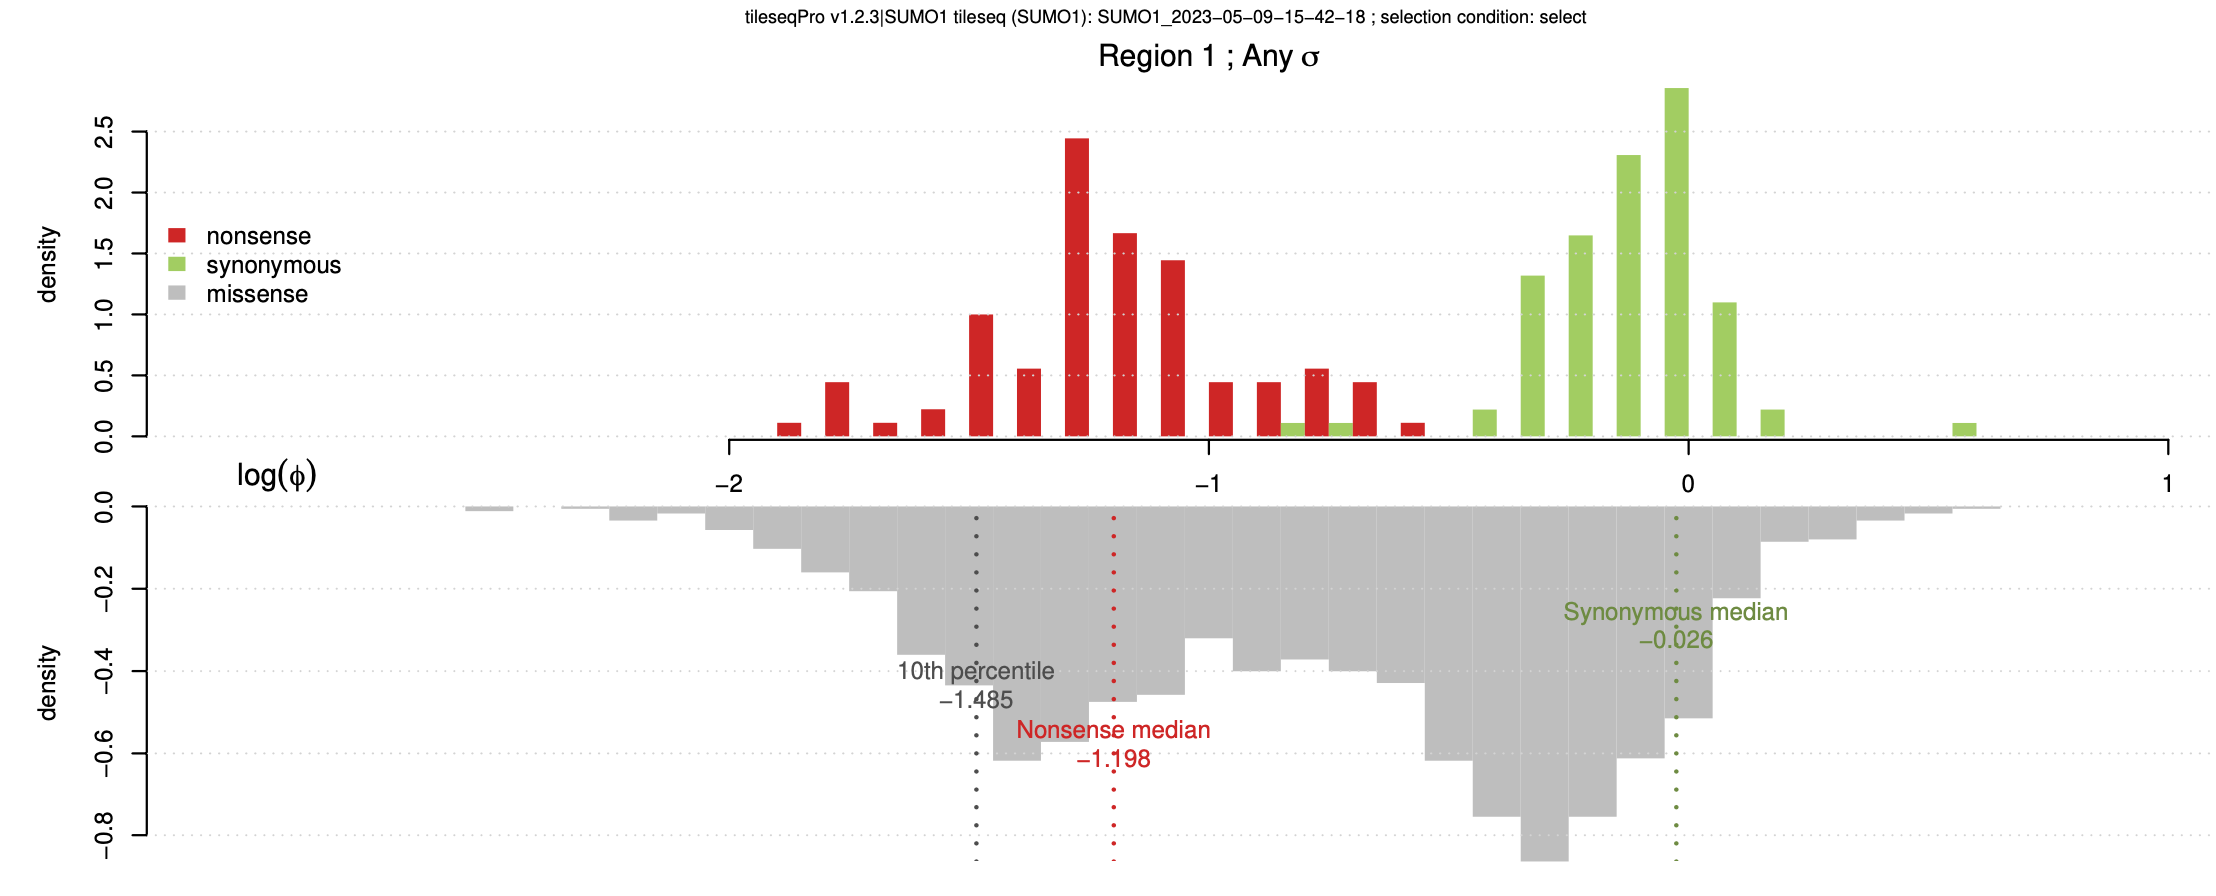 tileseqPro v1.2.3|SUMO1 tileseq (SUMO1): SUMO1_2023−05−09−15−42−18 ; selection condition: select
Region 1 ; Any σ
density
0.0
0.5
1.0
1.5
2.0
2.5
nonsense
synonymous
missense
log(ϕ)
−2
−1
0
1
density
0.0
−0.2
−0.4
−0.6
−0.8
Synonymous median
−0.026
10th percentile
−1.485
Nonsense median
−1.198